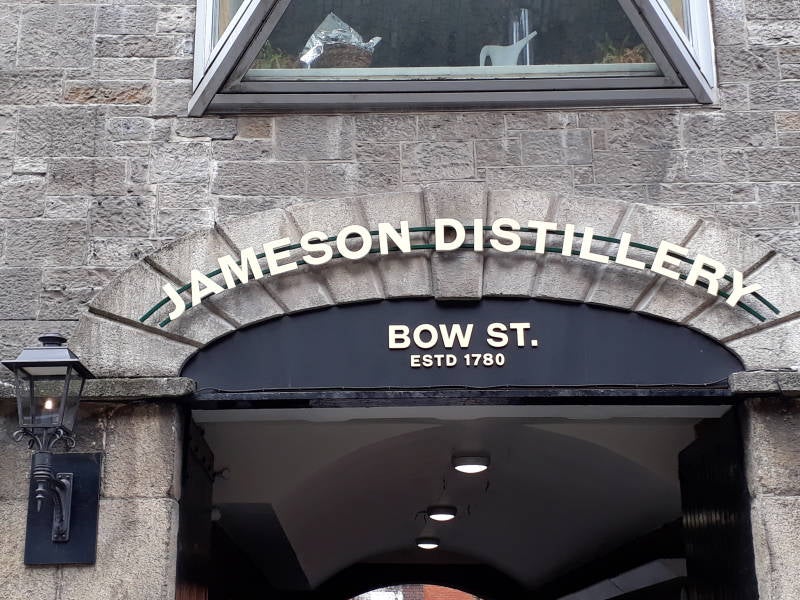 JAMESON DISTILLERY
BOW ST.
ESTD 1780